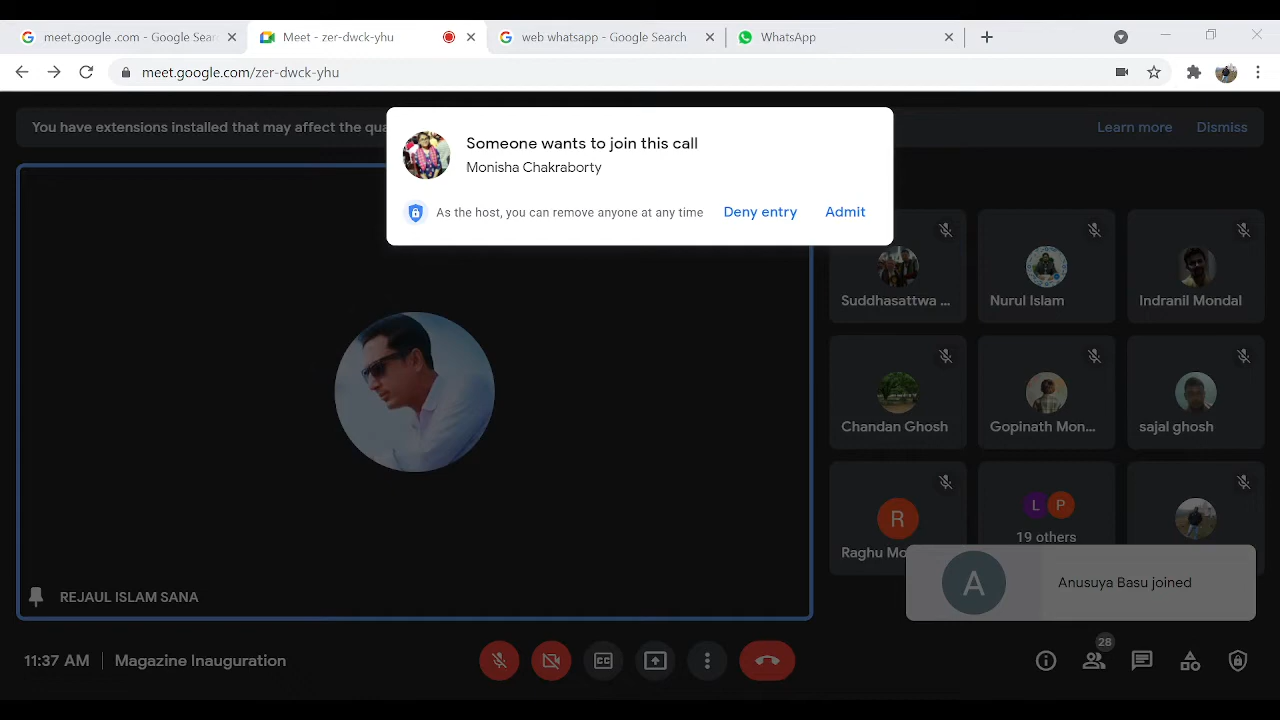 meet.google .com - Google Sear
Meet - zer-dwck-yhu
web whatsapp - Google Search
WhatsApp
meet.google.com/zer-dwck-yhu
You have extensions installed that may affect the qua
Learn more
Dismiss
Someone wants to join this call
Monisha Chakraborty
As the host, you can remove anyone at any time
Deny entry
Admit
Suddhasattwa ...
Nurul Islam
Indranil Mondal
Chandan Ghosh
Gopinath Mon...
sajal ghosh
R
L P
Raghu Mo
19 others
A
Anusuya Basu joined
REJAUL ISLAM SANA
11:37 AM | Magazine Inauguration
CC
28